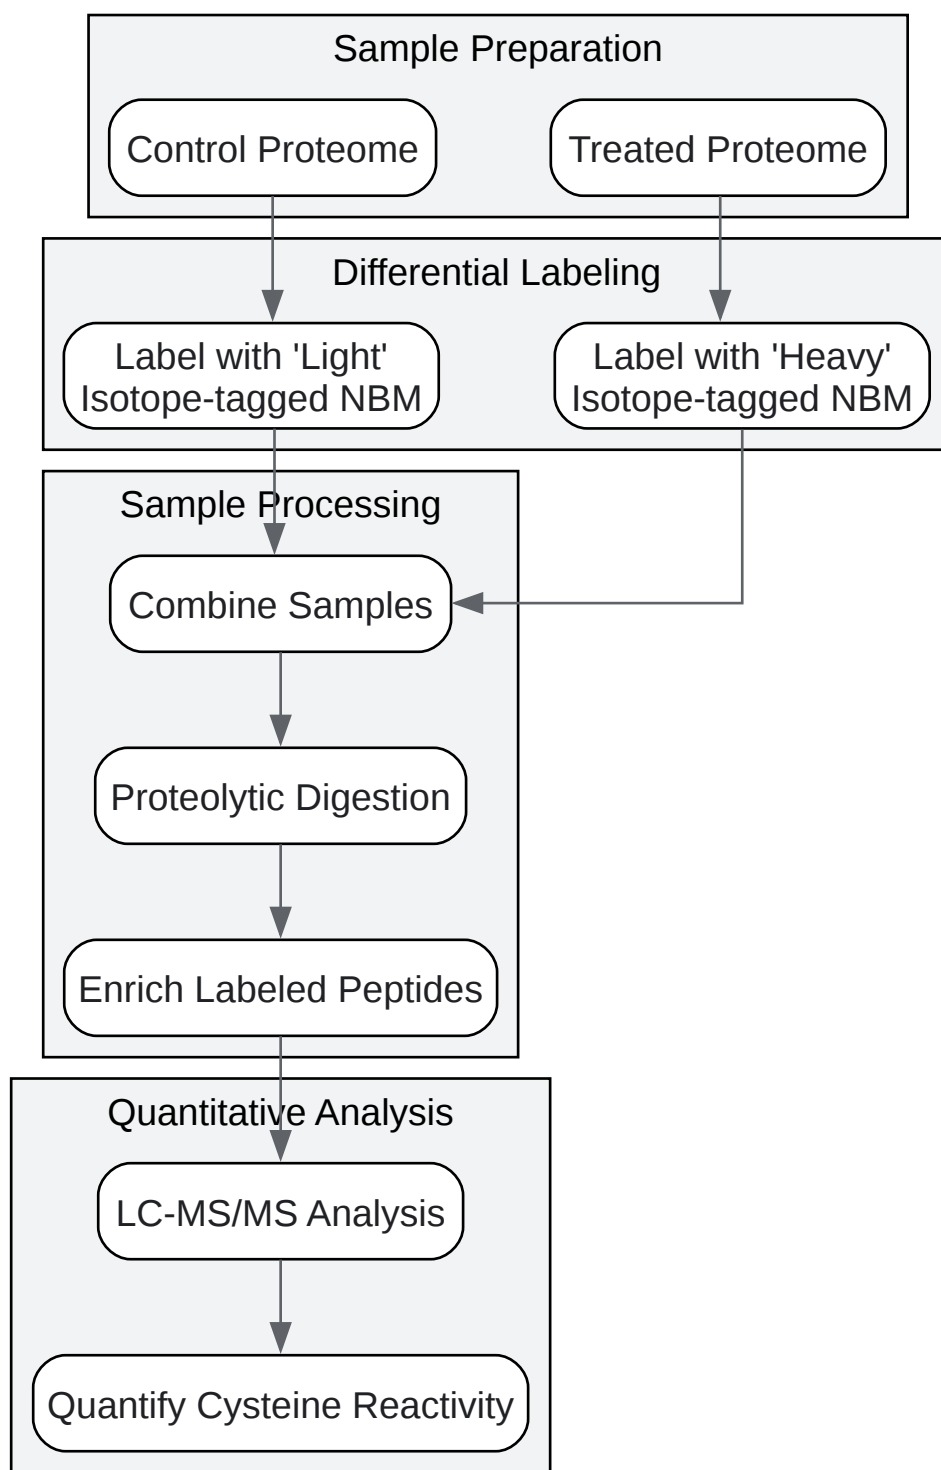 Sample Preparation
Control Proteome
Treated Proteome
Differential Labeling
Label with 'Light'
Isotope-tagged NBM
Label with 'Heavy'
Isotope-tagged NBM
Sample Processing
Combine Samples
Proteolytic Digestion
Enrich Labeled Peptides
Quantitative Analysis
LC-MS/MS Analysis
Quantify Cysteine Reactivity